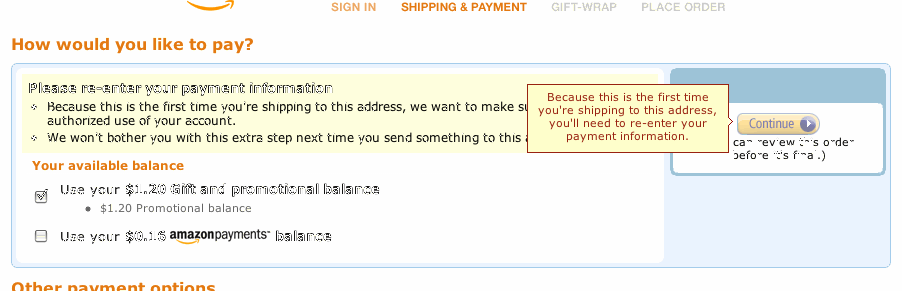 SIGN IN SHIPPING & PAYMENT GIFT-WRAP PLACE ORDER
How would you like to pay?
Please re-enter your payment information
Because this is the first time you're shipping to this address, we want to make
authorized use of your account.
We won't bother you with this extra step next time you send something to this
Because this is the first time
you're shipping to this address,
you'll need to re-enter your
payment information.
Continue
can review this order
before it's final.)
Your available balance
Use your $1.20 Gift and promotional balance
$1.20 Promotional balance
Use your $0.16 amazonpayments™ balance
Other payment options